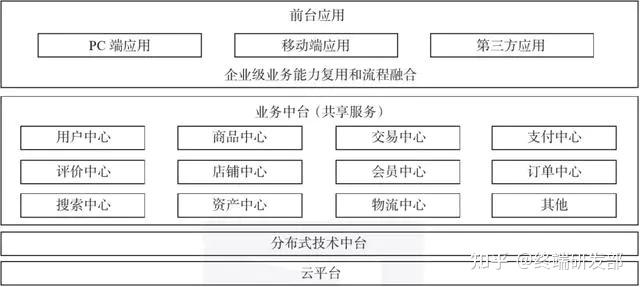 前台应用
PC 端应用 移动端应用 第三方应用
企业级业务能力复用和流程融合
业务中台（共享服务）
用户中心 商品中心 交易中心 支付中心
评价中心 店铺中心 会员中心 订单中心
搜索中心 资产中心 物流中心 其他
分布式技术中台
云平台
知乎 @终端研发部